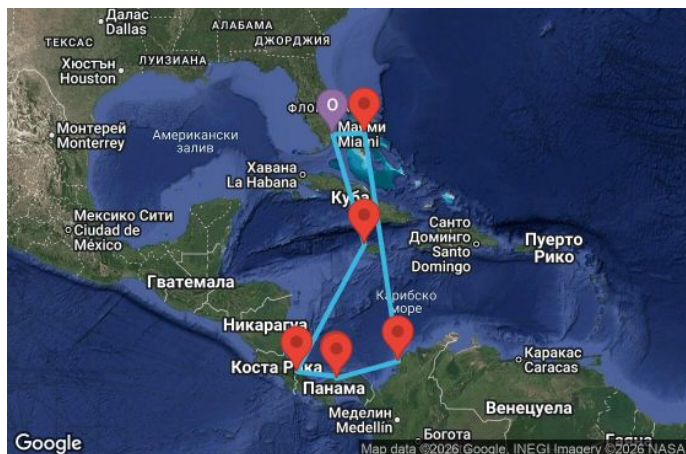 Далас
Dallas
АЛАБАМА
ТЕКСАС
ДЖОРДЖИЯ
ЛУИЗИАНА
Хюстън
Houston
O
Монтерей
Monterrey
Американски
залив
Miami
Хавана
La Habana
Куба
Мексико Сити
Ciudad de
México
Санто
Доминго
Santo
Domingo
Пуерто
Рико
Гватемала
Карибско
море
Никарагуа
Коста Рика
Панама
Каракас
Caracas
Венецуела
Меделин
Medellín
Богота
Google
Map data ©2026 Google, INEGI Imagery ©2026 NASA